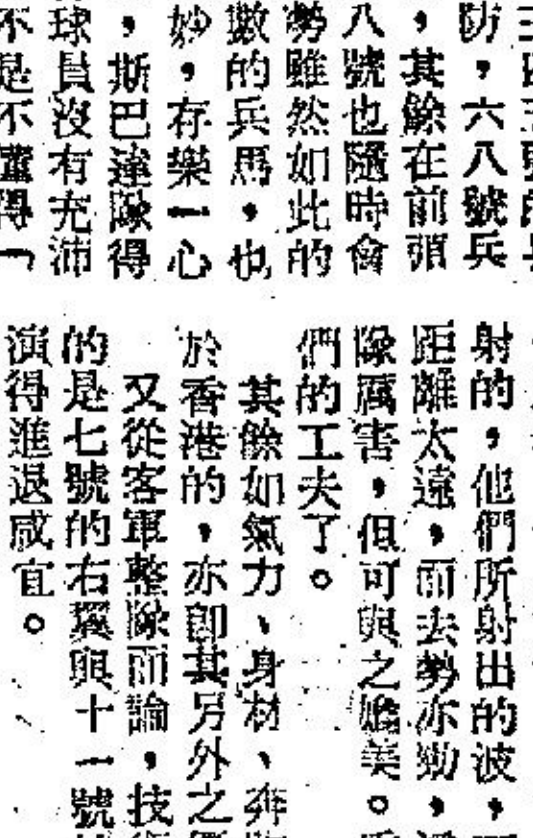 防，六八號兵
，其餘在前頭
八號也隨時會
勢雖然如此的
數的兵馬，也
妙，存樂一心
，斯巴達隊得
球員沒有充沛
不是不懂得「
射的，他們所射出的波，
距離太遠，而去勢亦勁，
隊厲害，但可與之媲美。
們的工夫了。
其餘如氣力、身材、奔
於香港的，亦卽其另外之
又從客軍整隊而論，技
的是七號的右翼與十一號
演得進退咸宜。